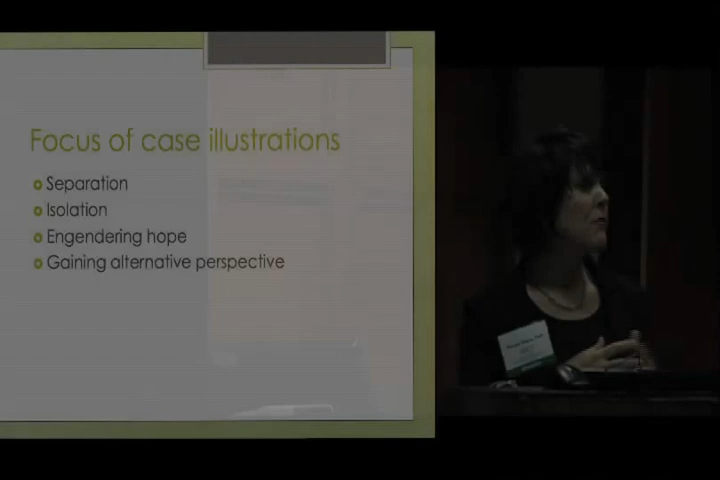 Focus of case illustrations
Separation
Isolation
Engendering hope
Gaining alternative perspective